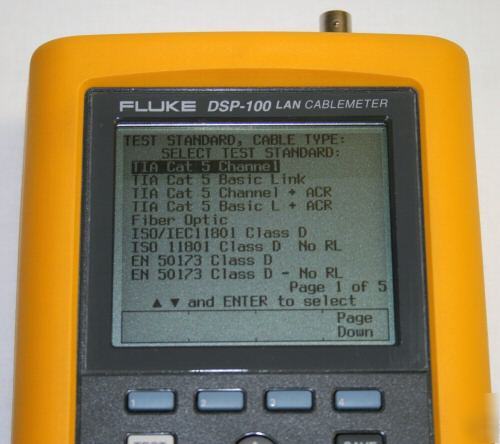 FLUKE DSP-100 LAN CABLEMETER
TEST STANDARD, CABLE TYPE:
SELECT TEST STANDARD:
TIA Cat 5 Channel
TIA Cat 5 Basic Link
TIA Cat 5 Channel + ACR
TIA Cat 5 Basic L + ACR
Fiber Optic
ISO/IEC11801 Class D
ISO 11801 Class D No RL
EN 50173 Class D
EN 50173 Class D - No RL
Page 1 of 5
▲ ▼ and ENTER to select
Page
Down
1 2 3 4
TEST SAVE